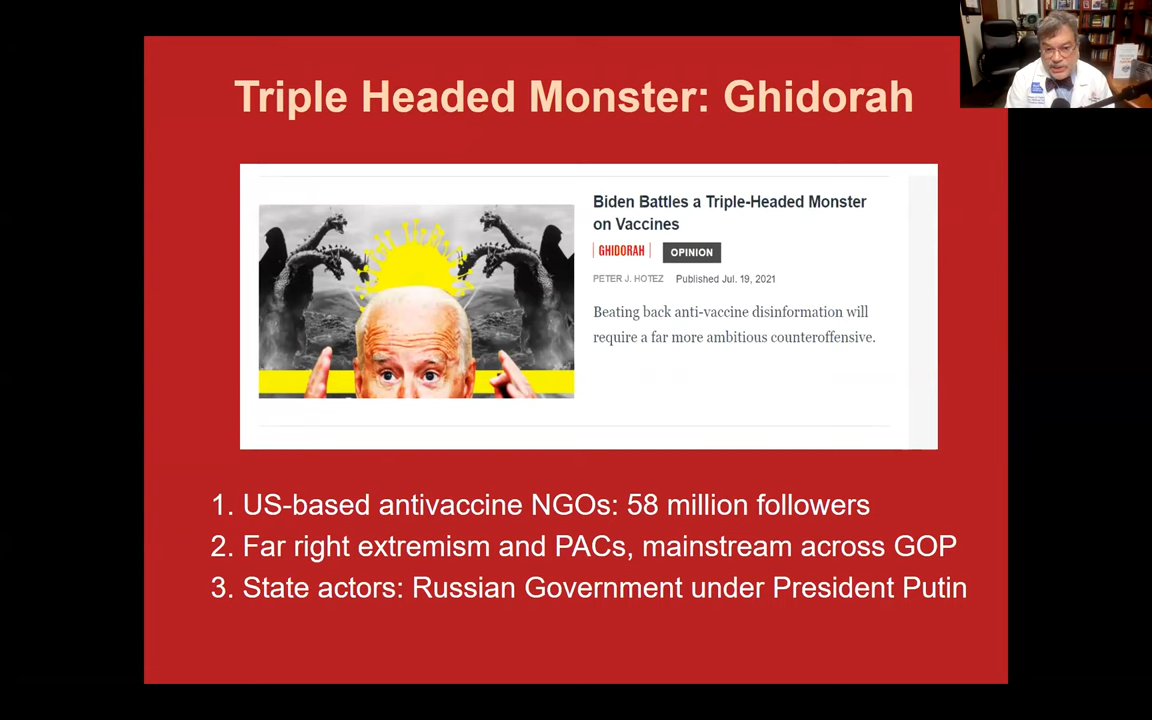 Triple Headed Monster: Ghidorah
Biden Battles a Triple-Headed Monster
on Vaccines
GHIDORAH OPINION
PETER J. HOTEZ Published Jul. 19, 2021
Beating back anti-vaccine disinformation will
require a far more ambitious counteroffensive.
1. US-based antivaccine NGOs: 58 million followers
2. Far right extremism and PACs, mainstream across GOP
3. State actors: Russian Government under President Putin